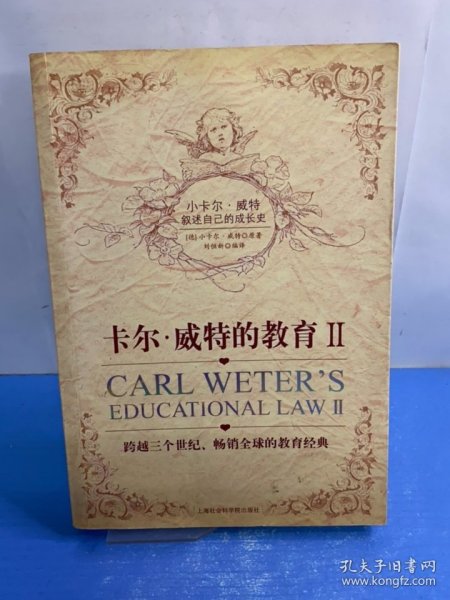 小卡尔·威特
叙述自己的成长史
[德]小卡尔·威特◎原著
刘恒新◎编译
卡尔·威特的教育 II
CARL WETER'S
EDUCATIONAL LAW II
跨越三个世纪、畅销全球的教育经典
上海社会科学院出版社
孔夫子旧书网
www.kongfz.com